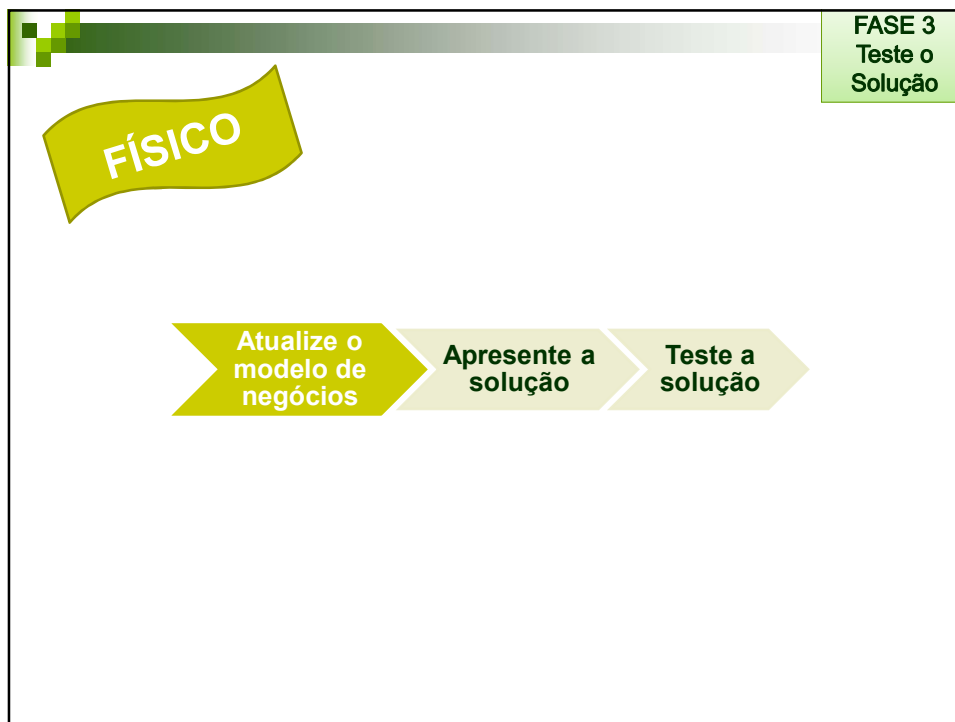 FASE 3
Teste o
Solução
FÍSICO
Atualize o
modelo de
negócios
Apresente a
solução
Teste a
solução